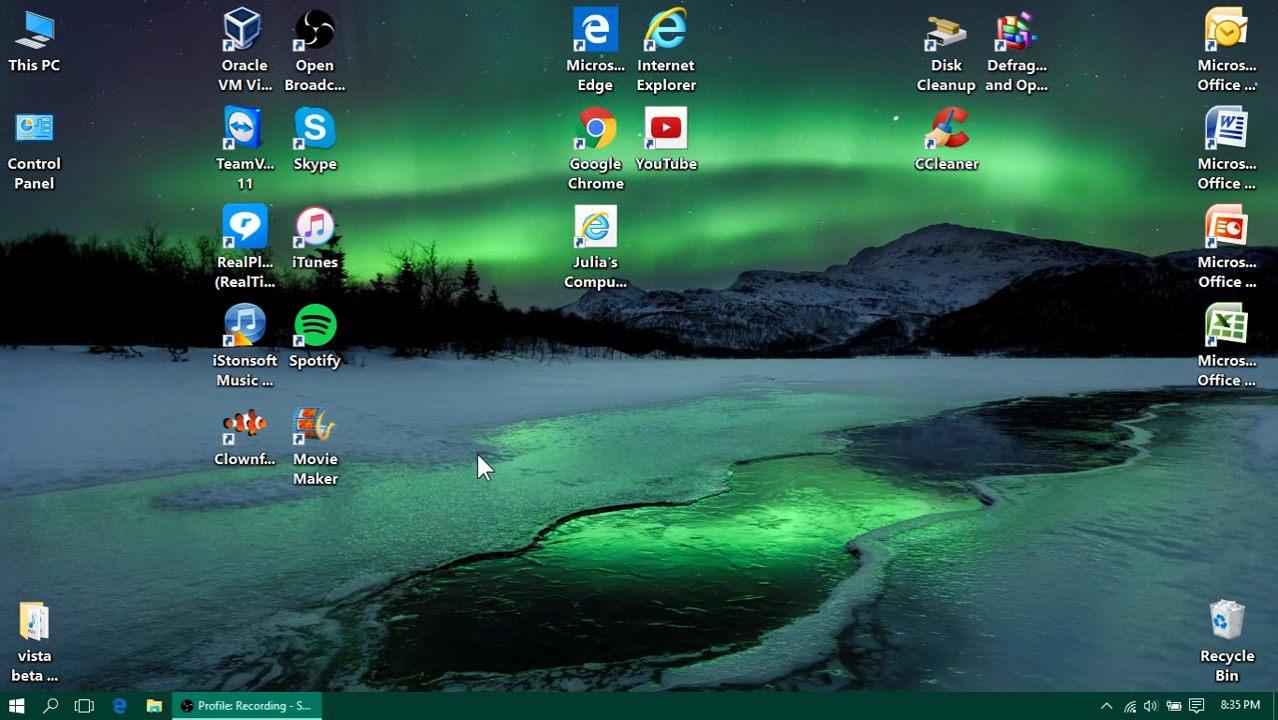 This PC
Oracle
VM Vi...
Open
Broadc...
Micros...
Edge
Internet
Explorer
Disk
Cleanup
Defrag...
and Op...
Micros...
Office ...
Control
Panel
TeamV...
11
Skype
Google
Chrome
YouTube
CCleaner
Micros...
Office ...
RealPl...
(RealTi...
iTunes
Julia's
Compu...
Micros...
Office ...
iStonsoft
Music ...
Spotify
Micros...
Office ...
Clownf...
Movie
Maker
vista
beta ...
Recycle
Bin
Profile: Recording - S...
8:35 PM